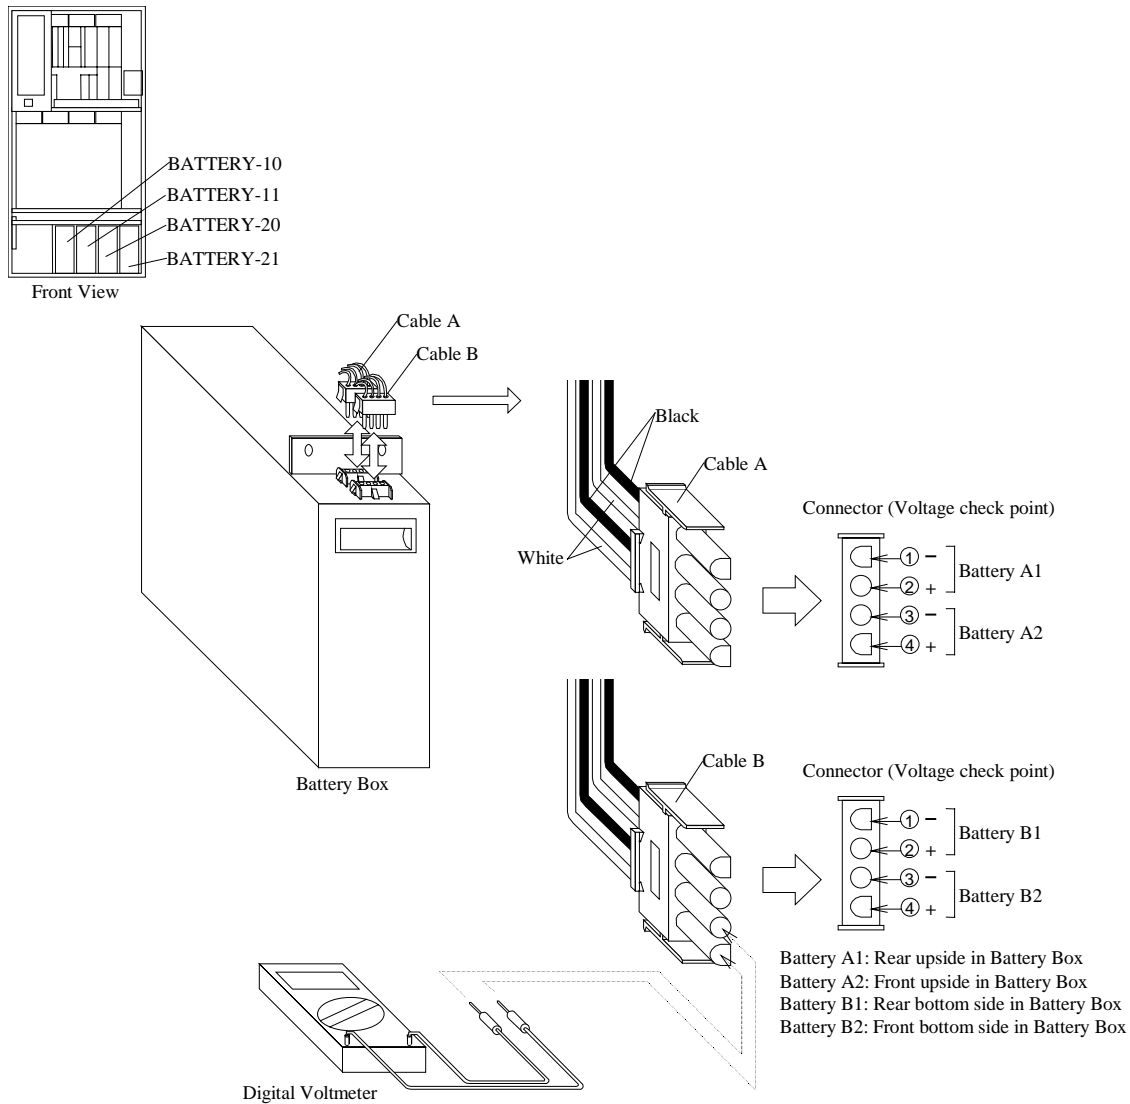 BATTERY-10
BATTERY-11
BATTERY-20
BATTERY-21
Front View
Cable A
Cable B
Battery Box
Black
Cable A
White
Connector (Voltage check point)
1 −
2 +
Battery A1
3 −
4 +
Battery A2
Cable B
Connector (Voltage check point)
1 −
2 +
Battery B1
3 −
4 +
Battery B2
Battery A1: Rear upside in Battery Box
Battery A2: Front upside in Battery Box
Battery B1: Rear bottom side in Battery Box
Battery B2: Front bottom side in Battery Box
Digital Voltmeter